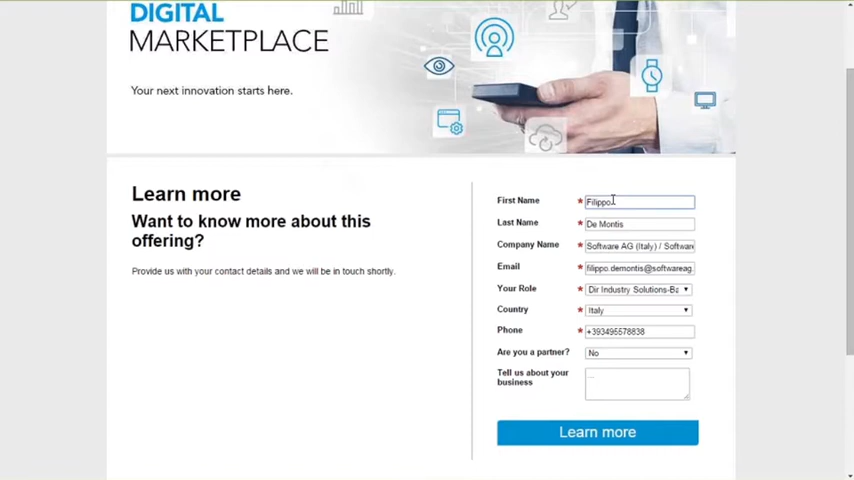 DIGITAL
MARKETPLACE
Your next innovation starts here.
Learn more
Want to know more about this
offering?
Provide us with your contact details and we will be in touch shortly.
First Name * Filippo
Last Name * De Montis
Company Name * Software AG (Italy) / Software
Email * filippo.demontis@softwareag.
Your Role * Dir Industry Solutions-Ba
Country * Italy
Phone * +393495578838
Are you a partner? No
Tell us about your
business
...
Learn more